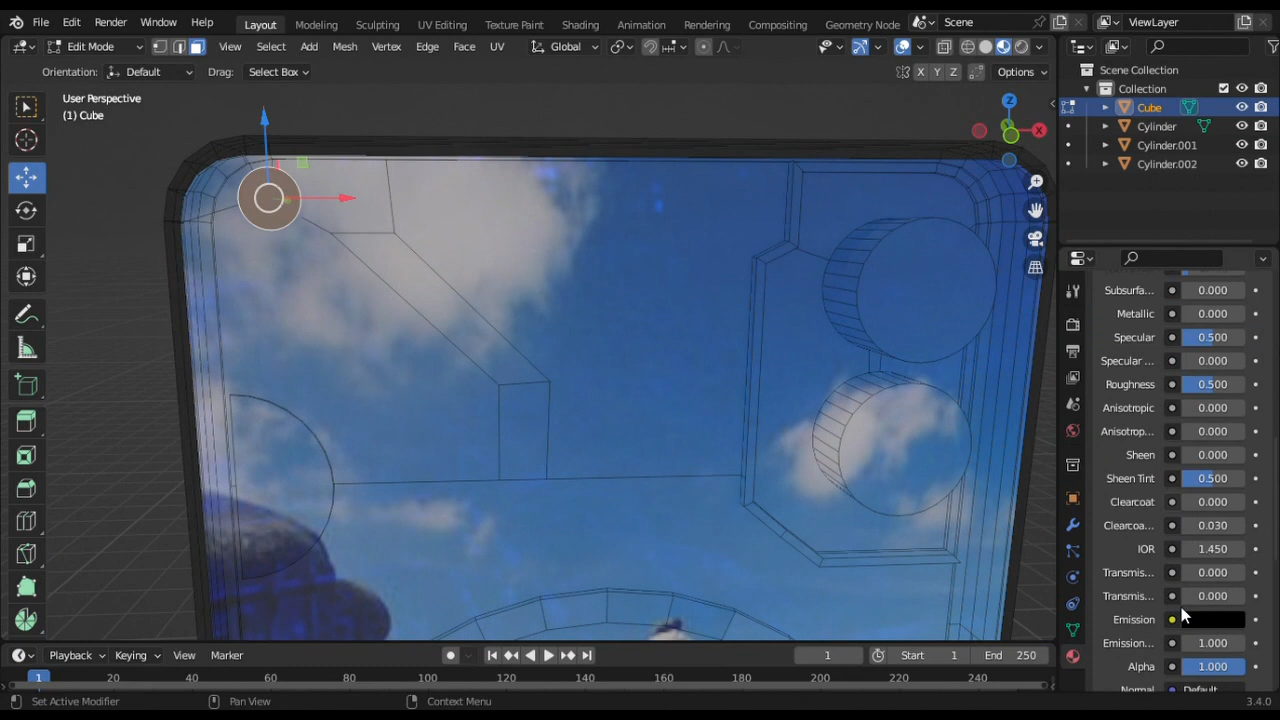 File Edit Render Window Help Layout Modeling Sculpting UV Editing Texture Paint Shading Animation Rendering Compositing Geometry Node Scene ViewLayer
Edit Mode View Select Add Mesh Vertex Edge Face UV Global
Orientation: Default Drag: Select Box X Y Z Options
User Perspective
(1) Cube
Z
X
Scene Collection
Collection
Cube
Cylinder
Cylinder.001
Cylinder.002
Subsurfa... 0.000
Metallic 0.000
Specular 0.500
Specular ... 0.000
Roughness 0.500
Anisotropic 0.000
Anisotrop... 0.000
Sheen 0.000
Sheen Tint 0.500
Clearcoat 0.000
Clearcoa... 0.030
IOR 1.450
Transmis... 0.000
Transmis... 0.000
Emission
Emission... 1.000
Alpha 1.000
Normal Default
Playback Keying View Marker 1 Start 1 End 250
1 20 40 60 80 100 120 140 160 180 200 220 240
Set Active Modifier Pan View Context Menu 3.4.0